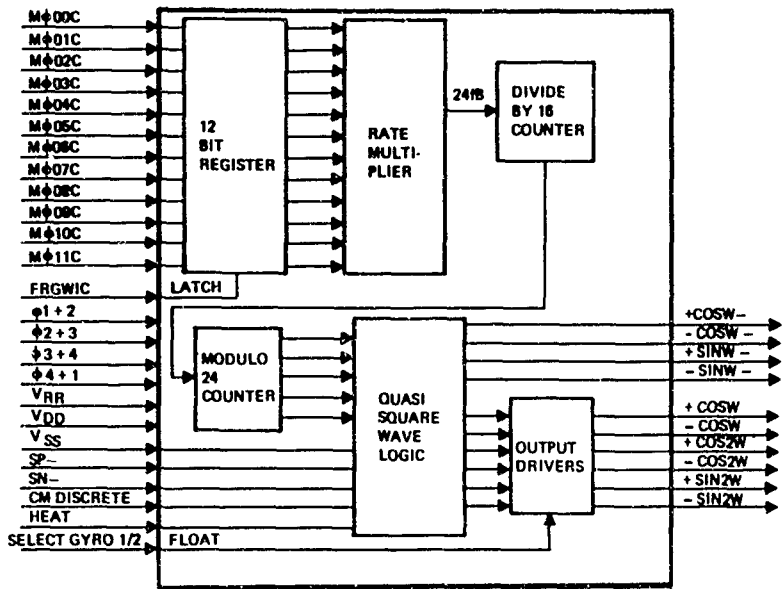 Mϕ00C
Mϕ01C
Mϕ02C
Mϕ03C
Mϕ04C
Mϕ05C
Mϕ06C
Mϕ07C
Mϕ08C
Mϕ09C
Mϕ10C
Mϕ11C
FRGWIC
ϕ1 + 2
ϕ2 + 3
ϕ3 + 4
ϕ4 + 1
VRR
VDD
VSS
SP-
SN-
CM DISCRETE
HEAT
SELECT GYRO 1/2
12
BIT
REGISTER
LATCH
RATE
MULTI-
PLIER
24fB
DIVIDE
BY 16
COUNTER
MODULO
24
COUNTER
QUASI
SQUARE
WAVE
LOGIC
OUTPUT
DRIVERS
FLOAT
+COSW -
- COSW -
+ SINW -
- SINW -
+ COSW
- COSW
+ COS2W
- COS2W
+ SIN2W
- SIN2W